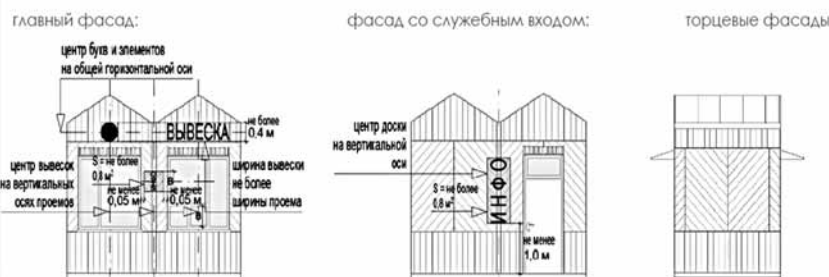 главный фасад:
фасад со служебным входом:
торцевые фасады
центр букв и элементов
на общей горизонтальной оси
ВЫВЕСКА
не более
0,4 м
центр вывесок
на вертикальных
осях проемов
S = не более
0,8 м²
не менее
0,05 м
В
не менее
0,05 м
В
ширина вывески
не более
ширины проема
центр доски
на вертикальной
оси
S = не более
0,8 м²
ИНФО
не менее
1,0 м